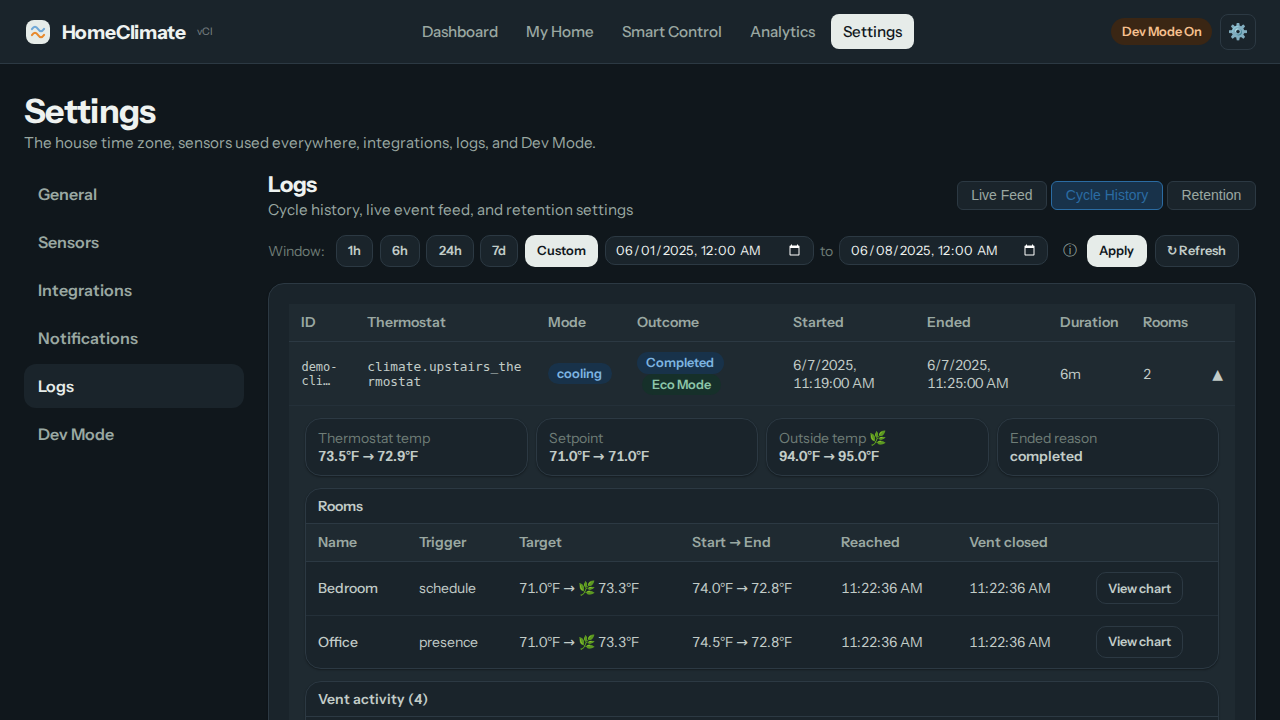 HomeClimate vCI Dashboard My Home Smart Control Analytics Settings Dev Mode On
Settings
The house time zone, sensors used everywhere, integrations, logs, and Dev Mode.
General
Sensors
Integrations
Notifications
Logs
Dev Mode
Logs
Cycle history, live event feed, and retention settings
Live Feed Cycle History Retention
Window: 1h 6h 24h 7d Custom 06/01/2025, 12:00 AM to 06/08/2025, 12:00 AM ⓘ Apply ↻ Refresh
ID Thermostat Mode Outcome Started Ended Duration Rooms
demo-cli… climate.upstairs_thermostat cooling Completed Eco Mode 6/7/2025, 11:19:00 AM 6/7/2025, 11:25:00 AM 6m 2 ▲
Thermostat temp
73.5°F → 72.9°F
Setpoint
71.0°F → 71.0°F
Outside temp 🌿
94.0°F → 95.0°F
Ended reason
completed
Rooms
Name Trigger Target Start → End Reached Vent closed
Bedroom schedule 71.0°F → 🌿 73.3°F 74.0°F → 72.8°F 11:22:36 AM 11:22:36 AM View chart
Office presence 71.0°F → 🌿 73.3°F 74.5°F → 72.8°F 11:22:36 AM 11:22:36 AM View chart
Vent activity (4)